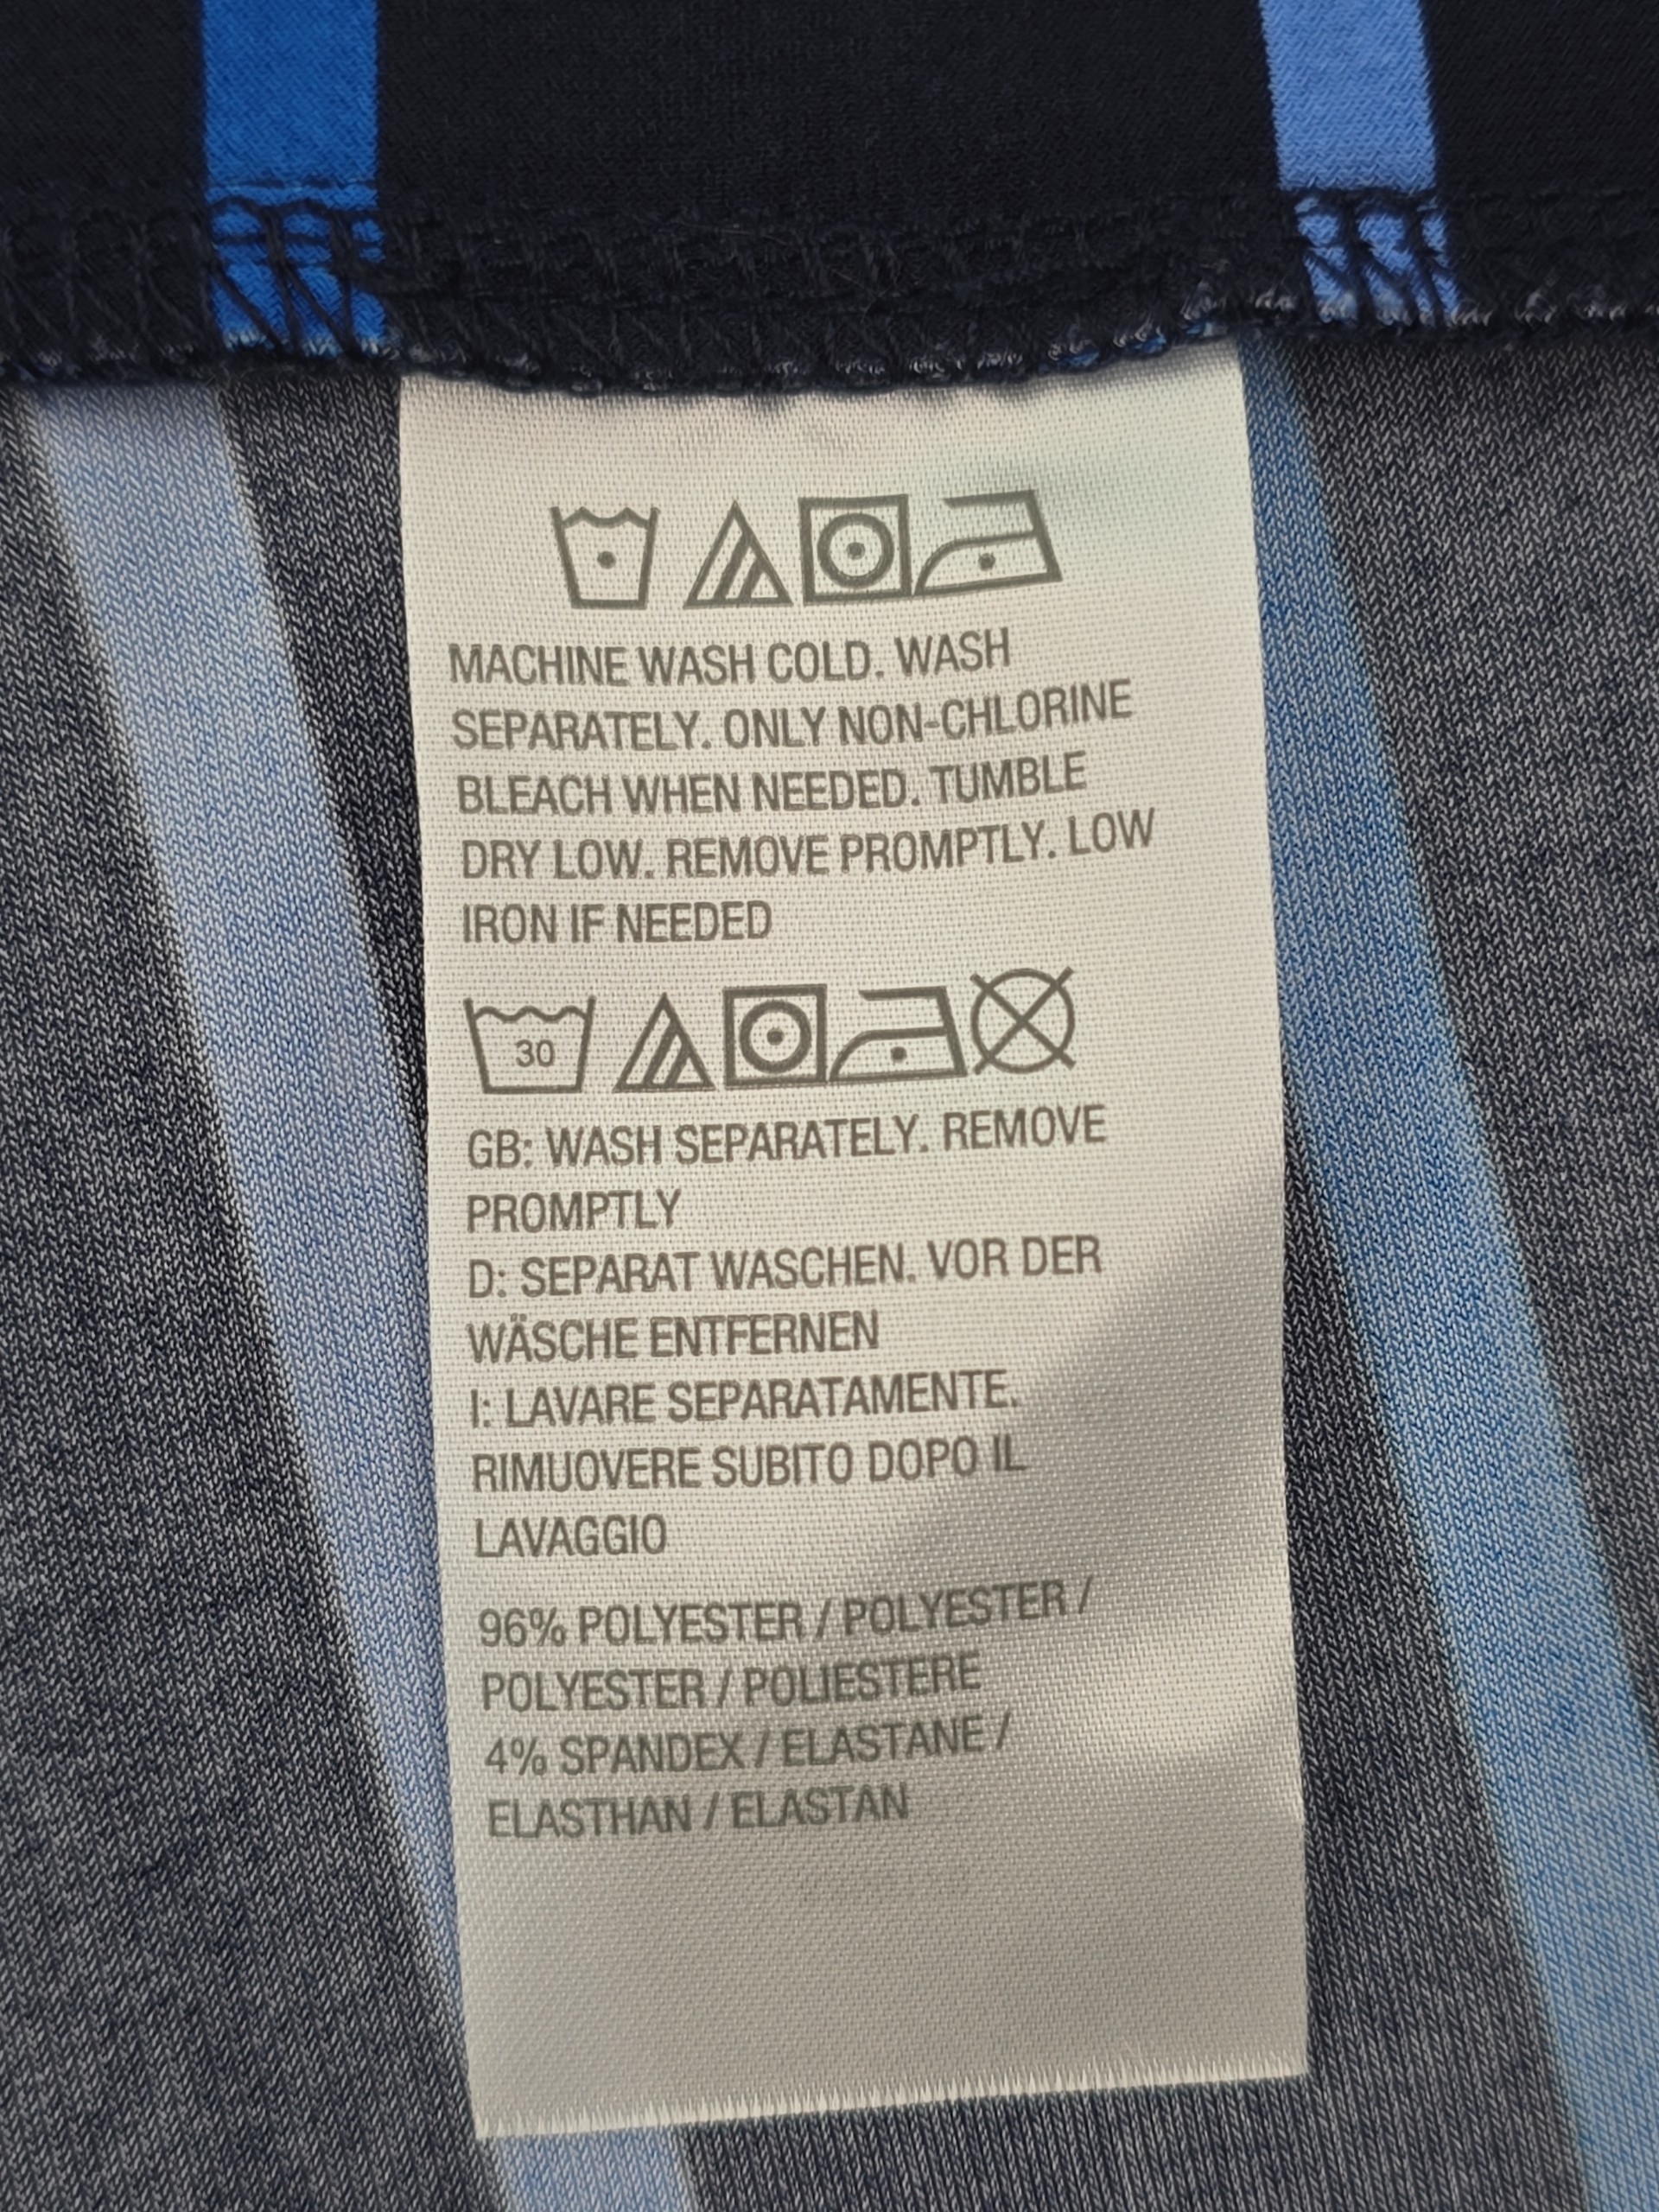 MACHINE WASH COLD. WASH
SEPARATELY. ONLY NON-CHLORINE
BLEACH WHEN NEEDED. TUMBLE
DRY LOW. REMOVE PROMPTLY. LOW
IRON IF NEEDED
30
GB: WASH SEPARATELY. REMOVE
PROMPTLY
D: SEPARAT WASCHEN. VOR DER
WÄSCHE ENTFERNEN
I: LAVARE SEPARATAMENTE.
RIMUOVERE SUBITO DOPO IL
LAVAGGIO
96% POLYESTER / POLYESTER /
POLYESTER / POLIESTERE
4% SPANDEX / ELASTANE /
ELASTHAN / ELASTAN